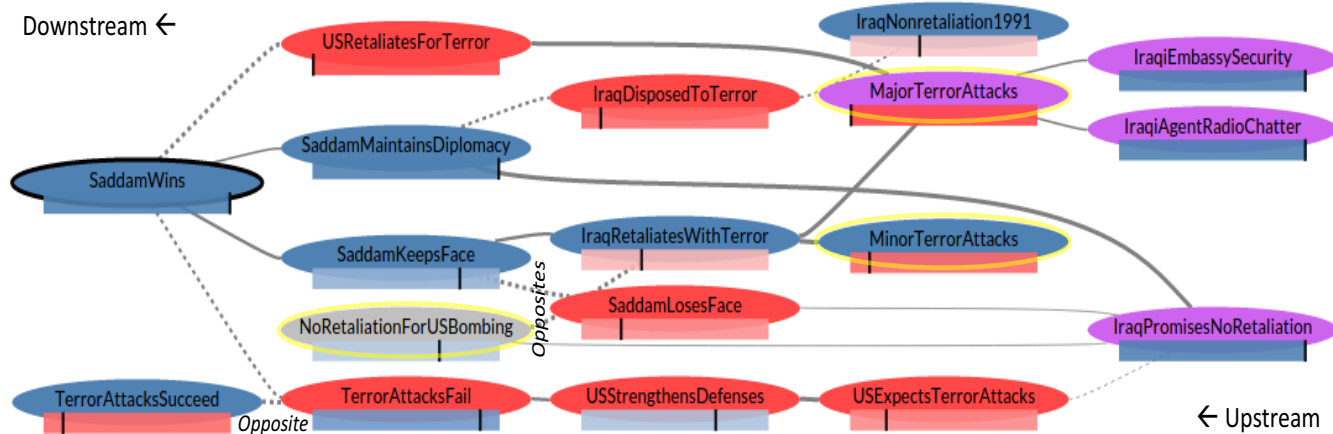 Downstream ←
USRetaliatesForTerror
IraqNonretaliation1991
IraqiEmbassySecurity
IraqDisposedToTerror
MajorTerrorAttacks
IraqiAgentRadioChatter
SaddamMaintainsDiplomacy
SaddamWins
SaddamKeepsFace
IraqRetaliatesWithTerror
MinorTerrorAttacks
Opposites
SaddamLosesFace
NoRetaliationForUSBombing
IraqPromisesNoRetaliation
TerrorAttacksSucceed
Opposite
TerrorAttacksFail
USStrengthensDefenses
USExpectsTerrorAttacks
← Upstream